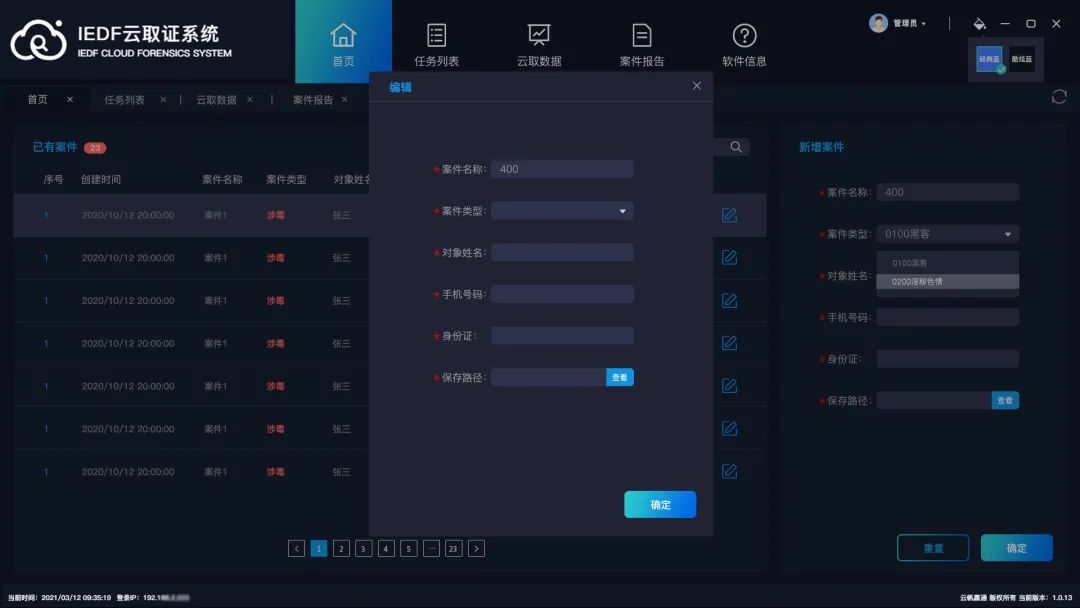 IEDF云取证系统
IEDF CLOUD FORENSICS SYSTEM
首页
任务列表
云取数据
案件报告
软件信息
管理员
经典蓝
酷炫蓝
首页 × 任务列表 × | 云取数据 × | 案件报告 ×
已有案件 23
序号 创建时间 案件名称 案件类型 对象姓名
1 2020/10/12 20:00:00 案件1 涉毒 张三
1 2020/10/12 20:00:00 案件1 涉毒 张三
1 2020/10/12 20:00:00 案件1 涉毒 张三
1 2020/10/12 20:00:00 案件1 涉毒 张三
1 2020/10/12 20:00:00 案件1 涉毒 张三
1 2020/10/12 20:00:00 案件1 涉毒 张三
1 2020/10/12 20:00:00 案件1 涉毒 张三
< 1 2 3 4 5 ··· 23 >
编辑 ×
*案件名称: 400
*案件类型:
*对象姓名:
*手机号码:
*身份证:
*保存路径: 查看
确定
新增案件
*案件名称: 400
*案件类型: 0100黑客
0100黑客
*对象姓名:
0200淫秽色情
*手机号码:
*身份证:
*保存路径: 查看
重置 确定
当前时间: 2021/03/12 09:35:19 登录IP: 192.1
云帆嘉通 版权所有 当前版本: 1.0.13